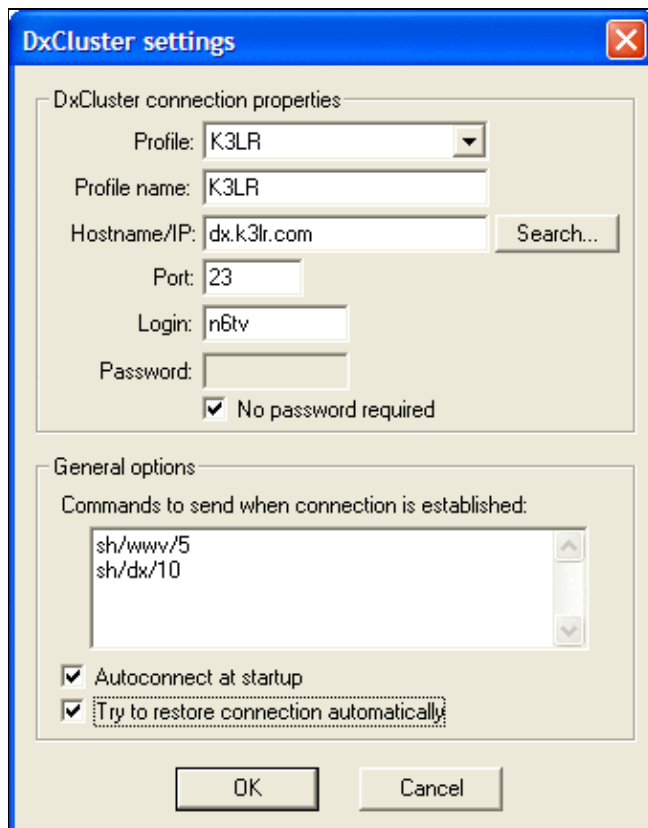 DxCluster settings
DxCluster connection properties
Profile: K3LR
Profile name: K3LR
Hostname/IP: dx.k3lr.com Search...
Port: 23
Login: n6tv
Password:
No password required
General options
Commands to send when connection is established:
sh/wwv/5
sh/dx/10
Autoconnect at startup
Try to restore connection automatically
OK Cancel